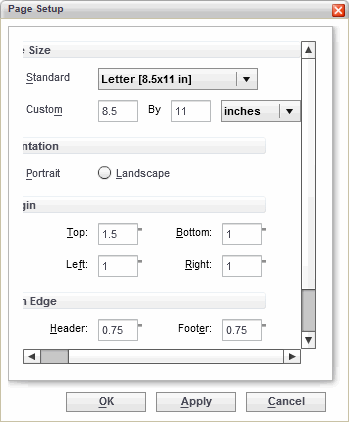 Page Setup
e Size
Standard Letter [8.5x11 in]
Custom 8.5 By 11 inches
ntation
Portrait Landscape
gin
Top: 1.5" Bottom: 1"
Left: 1" Right: 1"
n Edge
Header: 0.75" Footer: 0.75"
OK Apply Cancel